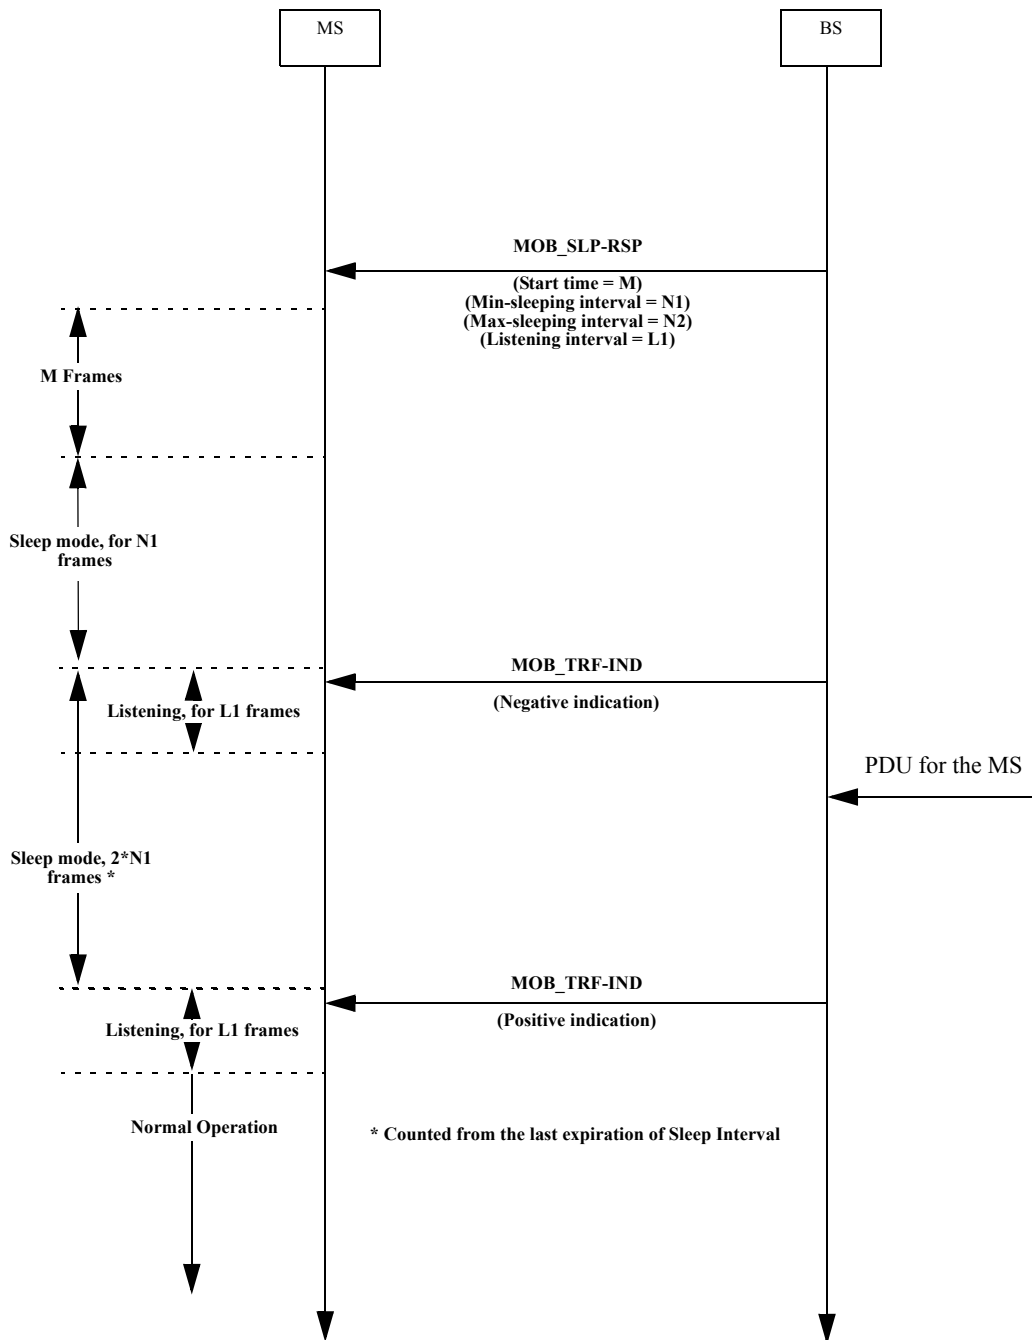 MS
BS
MOB_SLP-RSP
(Start time = M)
(Min-sleeping interval = N1)
(Max-sleeping interval = N2)
(Listening interval = L1)
M Frames
Sleep mode, for N1
frames
MOB_TRF-IND
(Negative indication)
Listening, for L1 frames
PDU for the MS
Sleep mode, 2*N1
frames *
MOB_TRF-IND
(Positive indication)
Listening, for L1 frames
Normal Operation
* Counted from the last expiration of Sleep Interval